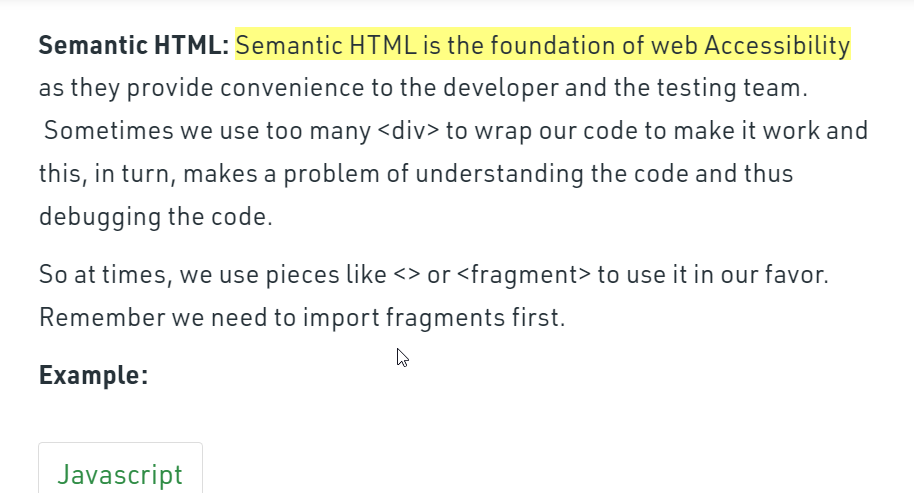 Semantic HTML: Semantic HTML is the foundation of web Accessibility
as they provide convenience to the developer and the testing team.
Sometimes we use too many <div> to wrap our code to make it work and
this, in turn, makes a problem of understanding the code and thus
debugging the code.
So at times, we use pieces like <> or <fragment> to use it in our favor.
Remember we need to import fragments first.
Example:
Javascript